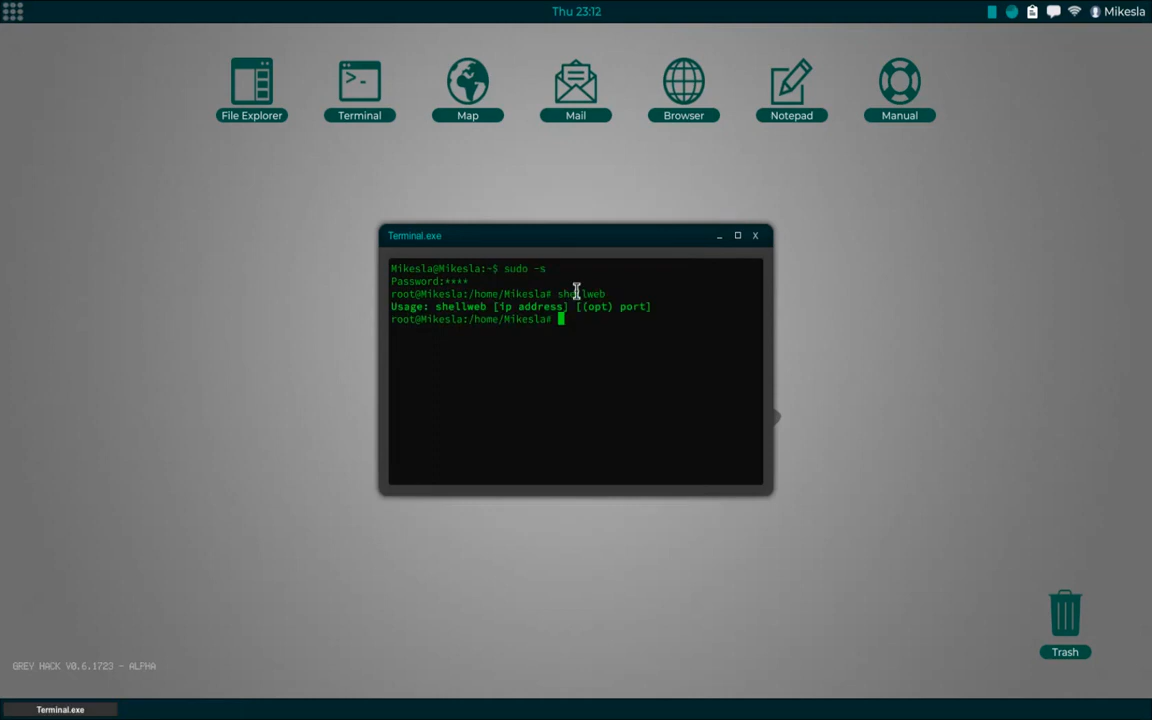 Thu 23:12
Mikesla
File Explorer
Terminal
Map
Mail
Browser
Notepad
Manual
Terminal.exe
Mikesla@Mikesla:~$ sudo -s
Password:****
root@Mikesla:/home/Mikesla# shellweb
Usage: shellweb [ip address] [(opt) port]
root@Mikesla:/home/Mikesla#
Trash
GREY HACK V0.6.1723 - ALPHA
Terminal.exe